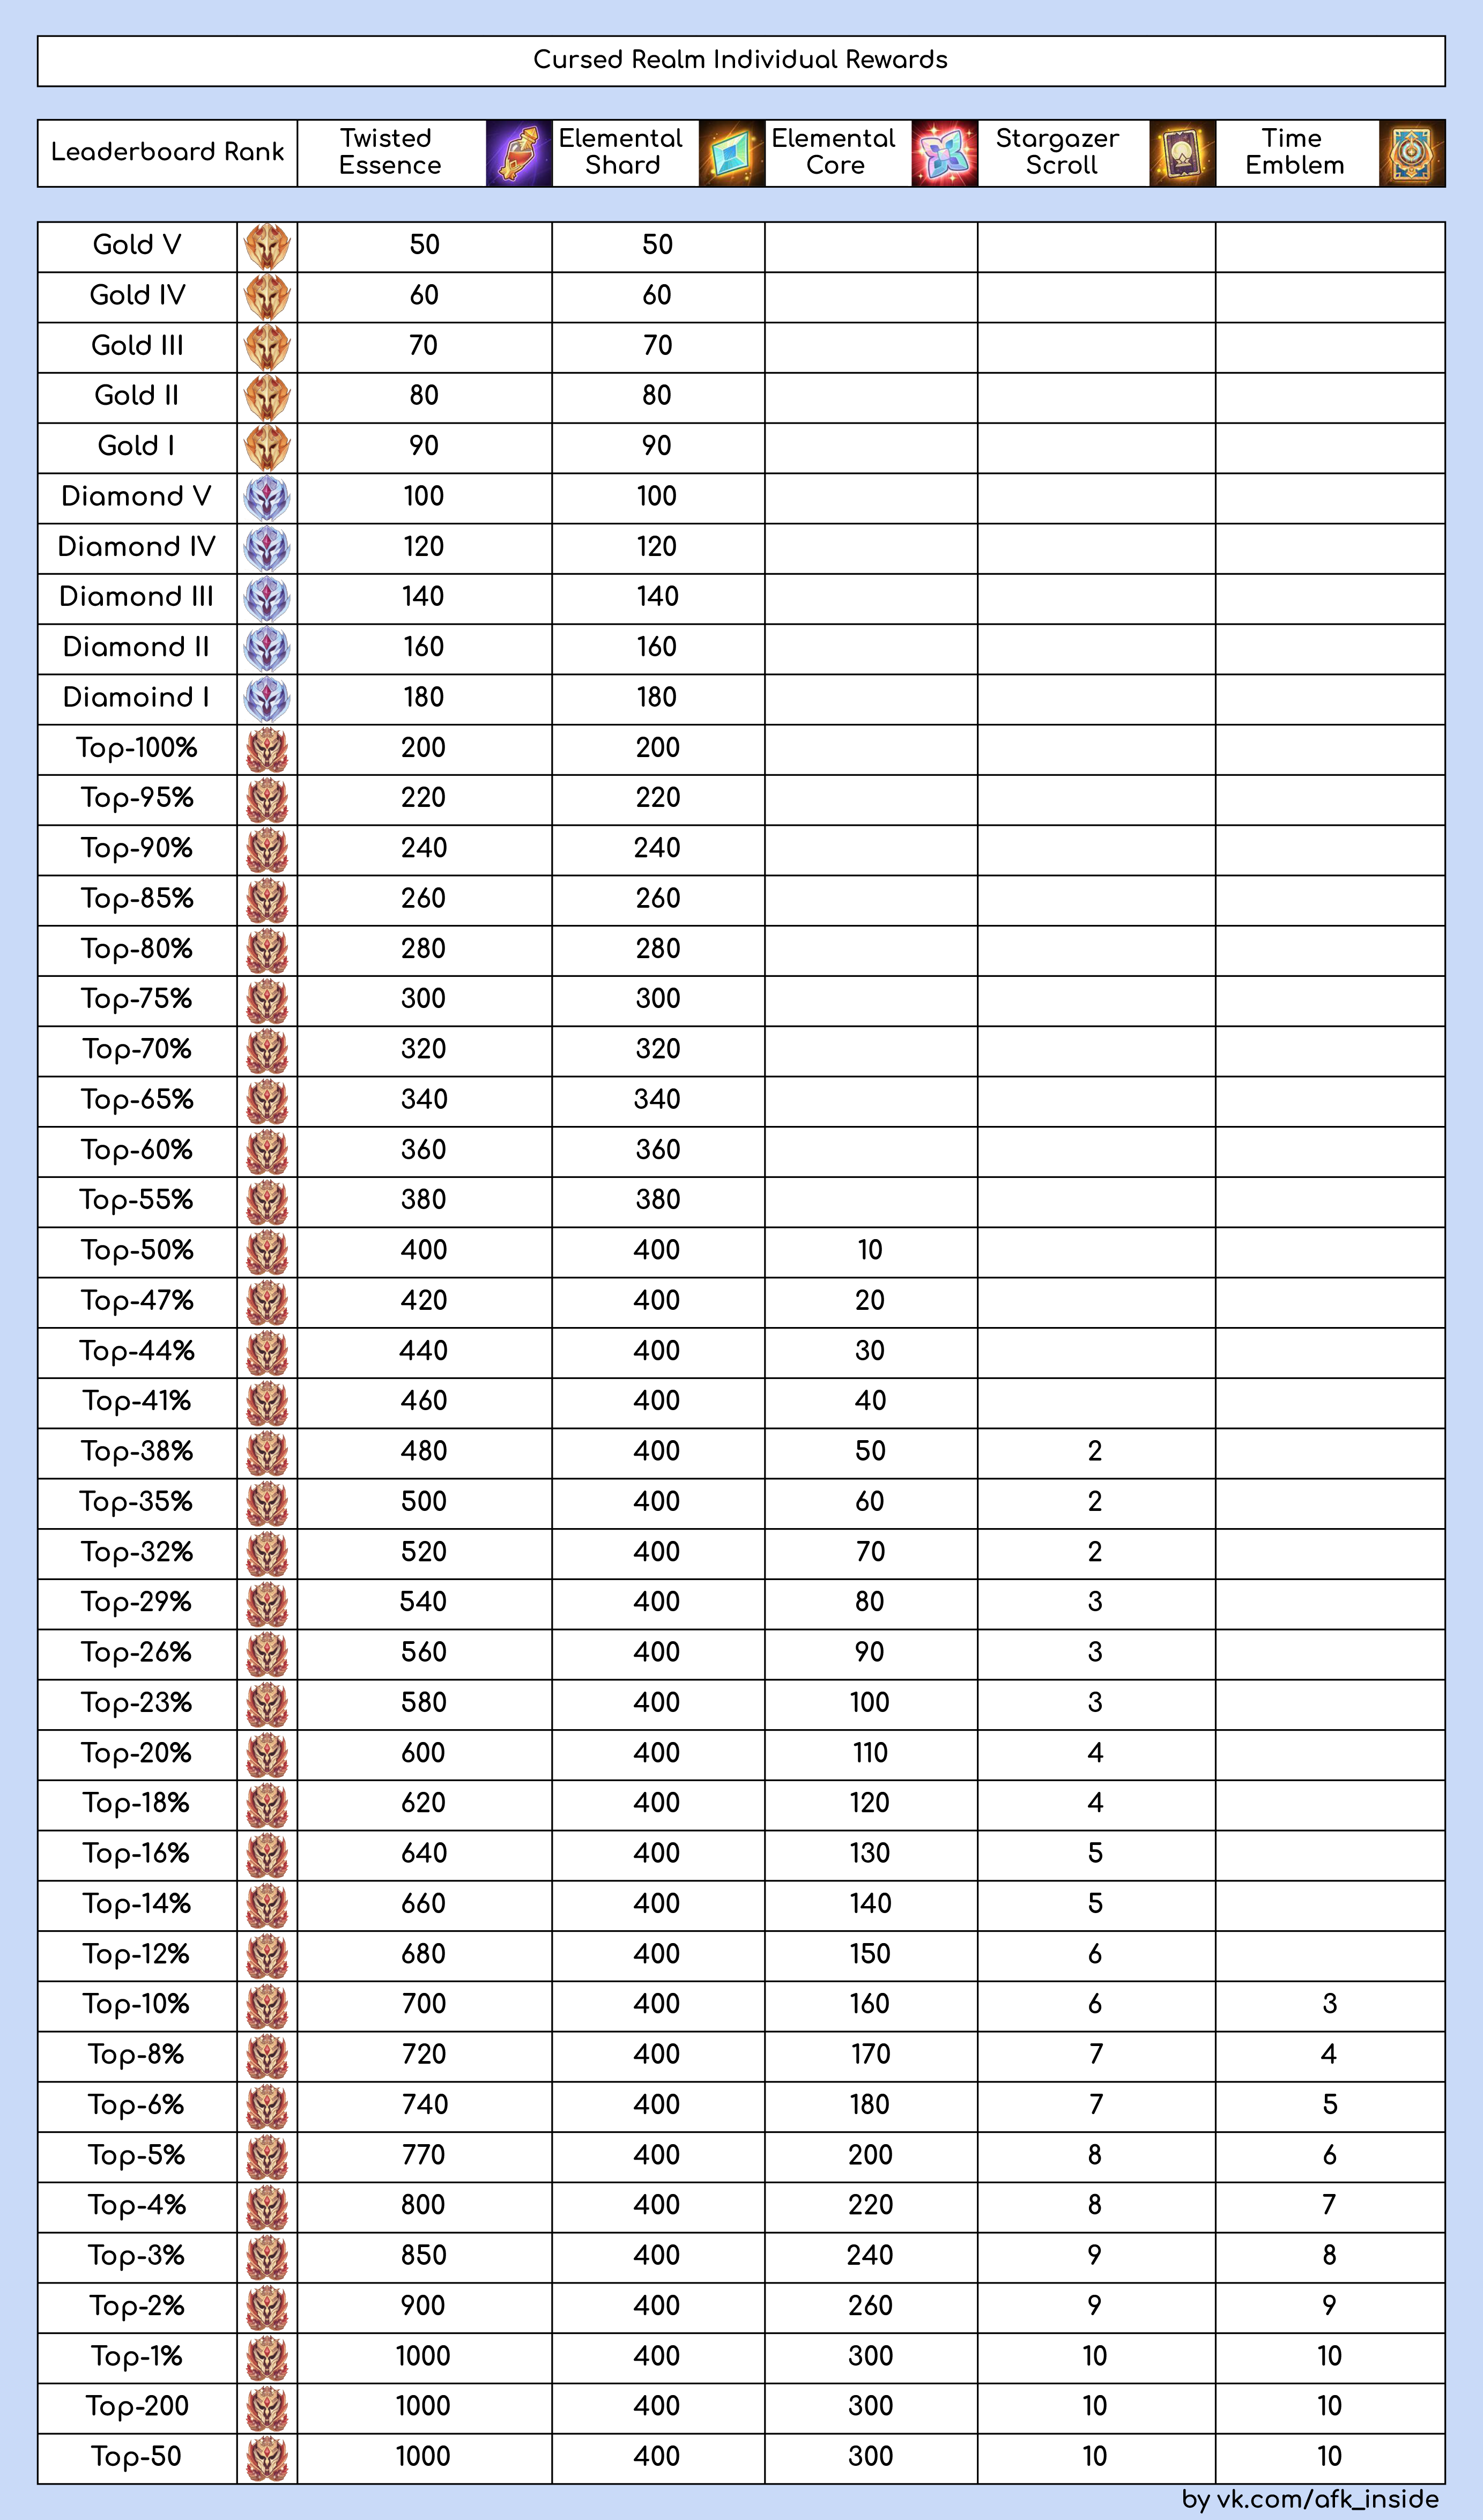 Cursed Realm Individual Rewards
Leaderboard Rank Twisted Essence Elemental Shard Elemental Core Stargazer Scroll Time Emblem
Gold V 50 50
Gold IV 60 60
Gold III 70 70
Gold II 80 80
Gold I 90 90
Diamond V 100 100
Diamond IV 120 120
Diamond III 140 140
Diamond II 160 160
Diamoind I 180 180
Top-100% 200 200
Top-95% 220 220
Top-90% 240 240
Top-85% 260 260
Top-80% 280 280
Top-75% 300 300
Top-70% 320 320
Top-65% 340 340
Top-60% 360 360
Top-55% 380 380
Top-50% 400 400 10
Top-47% 420 400 20
Top-44% 440 400 30
Top-41% 460 400 40
Top-38% 480 400 50 2
Top-35% 500 400 60 2
Top-32% 520 400 70 2
Top-29% 540 400 80 3
Top-26% 560 400 90 3
Top-23% 580 400 100 3
Top-20% 600 400 110 4
Top-18% 620 400 120 4
Top-16% 640 400 130 5
Top-14% 660 400 140 5
Top-12% 680 400 150 6
Top-10% 700 400 160 6 3
Top-8% 720 400 170 7 4
Top-6% 740 400 180 7 5
Top-5% 770 400 200 8 6
Top-4% 800 400 220 8 7
Top-3% 850 400 240 9 8
Top-2% 900 400 260 9 9
Top-1% 1000 400 300 10 10
Top-200 1000 400 300 10 10
Top-50 1000 400 300 10 10
by vk.com/afk_inside